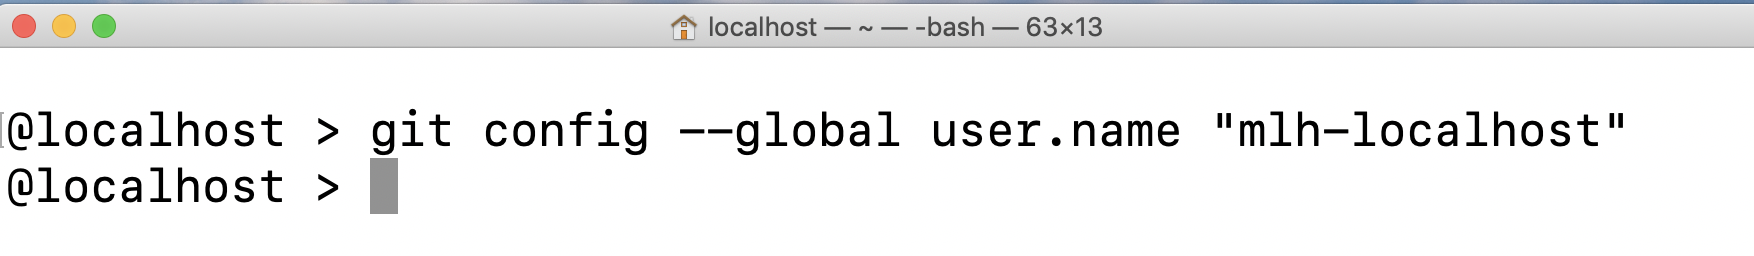 localhost — ~ — -bash — 63×13
@localhost > git config --global user.name "mlh-localhost"
@localhost >